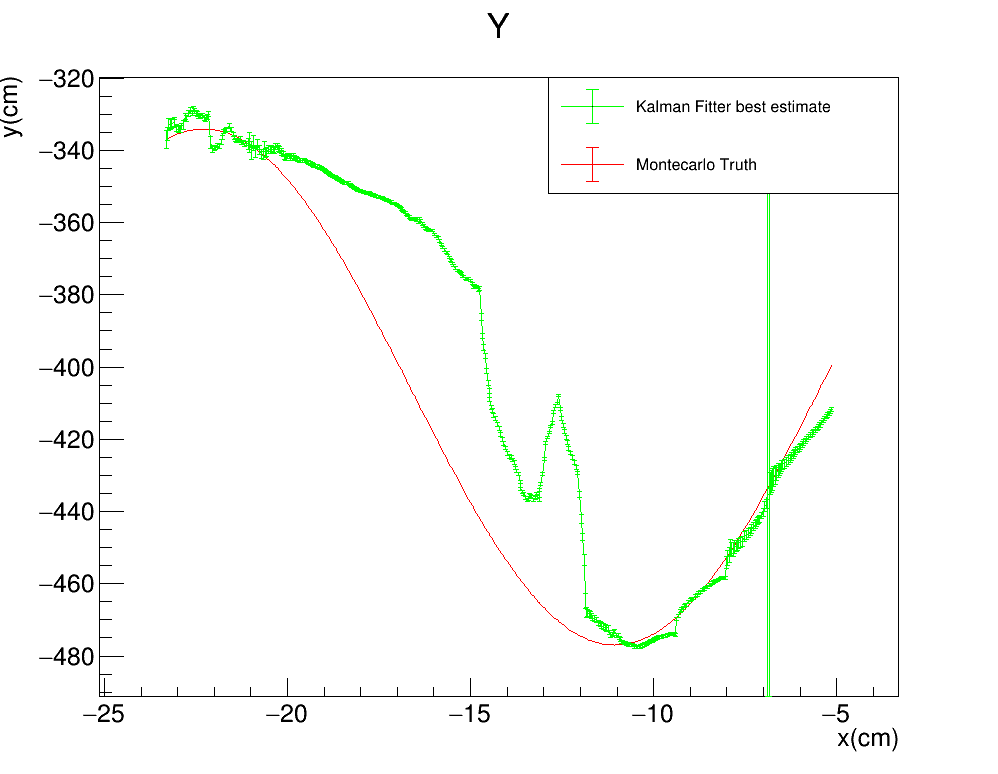 Y
y(cm)
−320
−340
−360
−380
−400
−420
−440
−460
−480
Kalman Fitter best estimate
Montecarlo Truth
−25 −20 −15 −10 −5
x(cm)